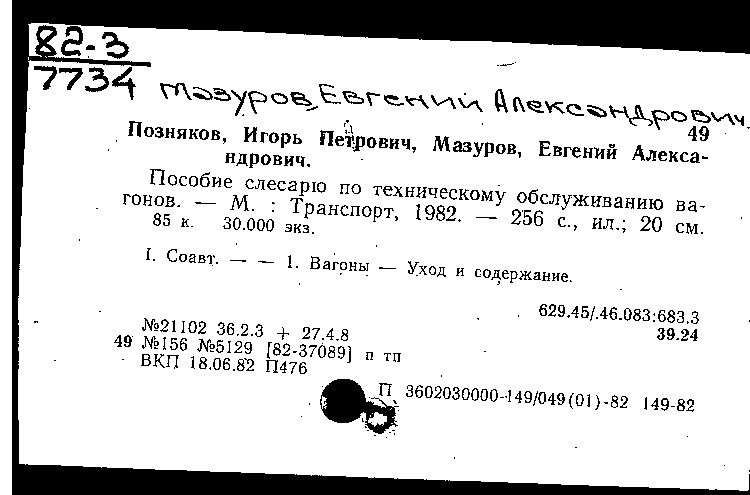 82-3
7734
Мазуров, Евгений Александрович.
49
Позняков, Игорь Петрович, Мазуров, Евгений Алекса-
ндрович.
Пособие слесарю по техническому обслуживанию ва-
гонов. — М. : Транспорт, 1982. — 256 с., ил.; 20 см.
85 к. 30.000 экз.
I. Соавт. — — 1. Вагоны — Уход и содержание.
629.45/.46.083:683.3
39.24
№21102 36.2.3 + 27.4.8
49 №156 №5129 [82-37089] п тп
ВКП 18.06.82 П476
П 3602030000-149/049(01)-82 149-82